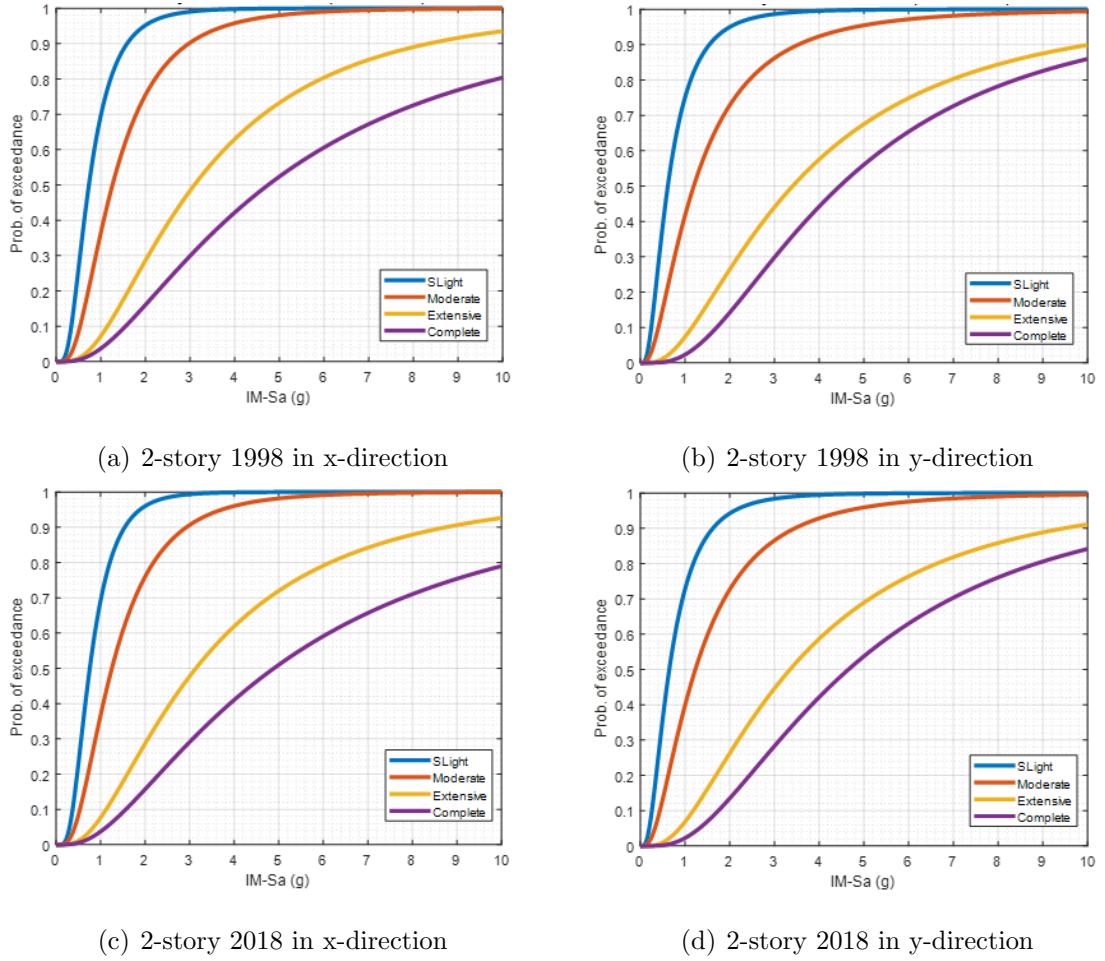 1
0.9
0.8
0.7
0.6
0.5
0.4
0.3
0.2
0.1
0
Prob. of exceedance
0 1 2 3 4 5 6 7 8 9 10
IM-Sa (g)
SLight
Moderate
Extensive
Complete
(a) 2-story 1998 in x-direction
1
0.9
0.8
0.7
0.6
0.5
0.4
0.3
0.2
0.1
0
Prob. of exceedance
0 1 2 3 4 5 6 7 8 9 10
IM-Sa (g)
SLight
Moderate
Extensive
Complete
(b) 2-story 1998 in y-direction
1
0.9
0.8
0.7
0.6
0.5
0.4
0.3
0.2
0.1
0
Prob. of exceedance
0 1 2 3 4 5 6 7 8 9 10
IM-Sa (g)
SLight
Moderate
Extensive
Complete
(c) 2-story 2018 in x-direction
1
0.9
0.8
0.7
0.6
0.5
0.4
0.3
0.2
0.1
0
Prob. of exceedance
0 1 2 3 4 5 6 7 8 9 10
IM-Sa (g)
SLight
Moderate
Extensive
Complete
(d) 2-story 2018 in y-direction